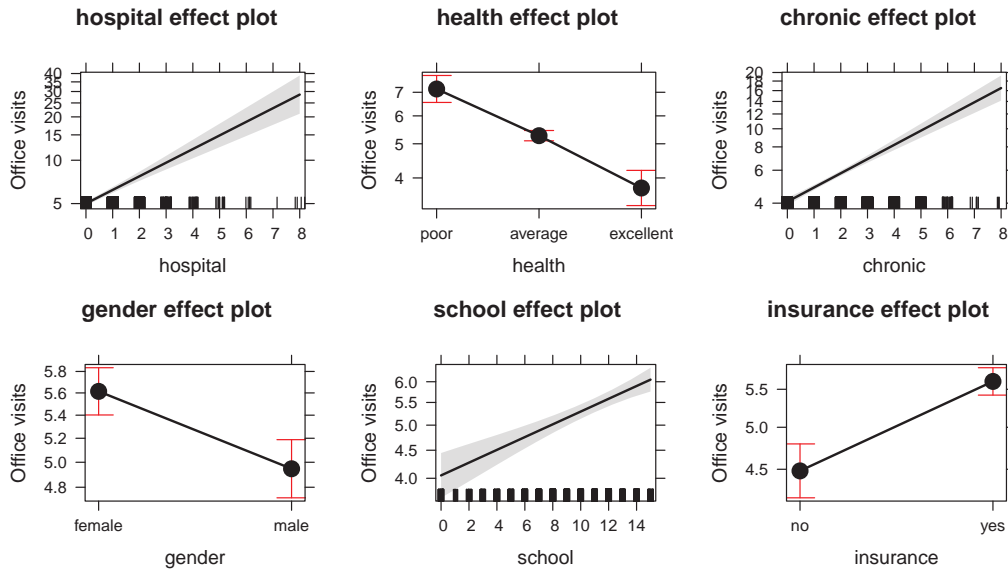 hospital effect plot
Office visits
40
35
30
25
20
15
10
5
0 1 2 3 4 5 6 7 8
hospital
health effect plot
Office visits
7
6
5
4
poor average excellent
health
chronic effect plot
Office visits
20
18
16
14
12
10
8
6
4
0 1 2 3 4 5 6 7 8
chronic
gender effect plot
Office visits
5.8
5.6
5.4
5.2
5.0
4.8
female male
gender
school effect plot
Office visits
6.0
5.5
5.0
4.5
4.0
0 2 4 6 8 10 12 14
school
insurance effect plot
Office visits
5.5
5.0
4.5
no yes
insurance